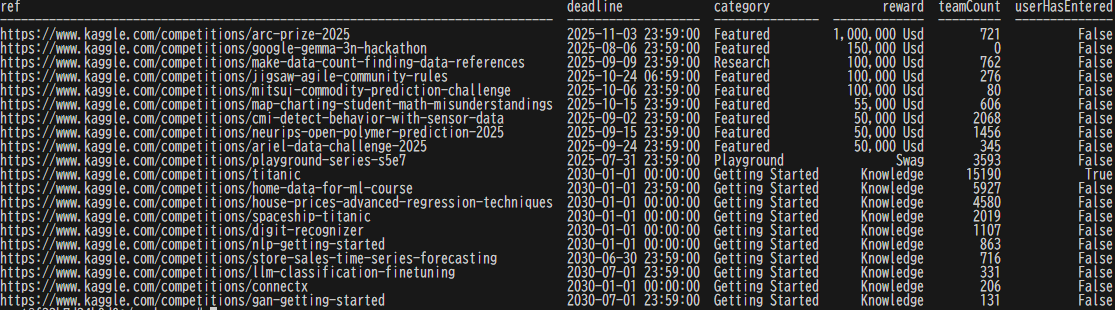 ref deadline category reward teamCount userHasEntered
https://www.kaggle.com/competitions/arc-prize-2025 2025-11-03 23:59:00 Featured 1,000,000 Usd 721 False
https://www.kaggle.com/competitions/google-gemma-3n-hackathon 2025-08-06 23:59:00 Featured 150,000 Usd 0 False
https://www.kaggle.com/competitions/make-data-count-finding-data-references 2025-09-09 23:59:00 Research 100,000 Usd 762 False
https://www.kaggle.com/competitions/jigsaw-agile-community-rules 2025-10-24 06:59:00 Featured 100,000 Usd 276 False
https://www.kaggle.com/competitions/mitsui-commodity-prediction-challenge 2025-10-06 23:59:00 Featured 100,000 Usd 80 False
https://www.kaggle.com/competitions/map-charting-student-math-misunderstandings 2025-10-15 23:59:00 Featured 55,000 Usd 606 False
https://www.kaggle.com/competitions/cmi-detect-behavior-with-sensor-data 2025-09-02 23:59:00 Featured 50,000 Usd 2068 False
https://www.kaggle.com/competitions/neurips-open-polymer-prediction-2025 2025-09-15 23:59:00 Featured 50,000 Usd 1456 False
https://www.kaggle.com/competitions/ariel-data-challenge-2025 2025-09-24 23:59:00 Featured 50,000 Usd 345 False
https://www.kaggle.com/competitions/playground-series-s5e7 2025-07-31 23:59:00 Playground Swag 3593 False
https://www.kaggle.com/competitions/titanic 2030-01-01 00:00:00 Getting Started Knowledge 15190 True
https://www.kaggle.com/competitions/home-data-for-ml-course 2030-01-01 23:59:00 Getting Started Knowledge 5927 False
https://www.kaggle.com/competitions/house-prices-advanced-regression-techniques 2030-01-01 00:00:00 Getting Started Knowledge 4580 False
https://www.kaggle.com/competitions/spaceship-titanic 2030-01-01 00:00:00 Getting Started Knowledge 2019 False
https://www.kaggle.com/competitions/digit-recognizer 2030-01-01 00:00:00 Getting Started Knowledge 1107 False
https://www.kaggle.com/competitions/nlp-getting-started 2030-01-01 00:00:00 Getting Started Knowledge 863 False
https://www.kaggle.com/competitions/store-sales-time-series-forecasting 2030-06-30 23:59:00 Getting Started Knowledge 716 False
https://www.kaggle.com/competitions/llm-classification-finetuning 2030-07-01 23:59:00 Getting Started Knowledge 331 False
https://www.kaggle.com/competitions/connectx 2030-01-01 00:00:00 Getting Started Knowledge 206 False
https://www.kaggle.com/competitions/gan-getting-started 2030-07-01 23:59:00 Getting Started Knowledge 131 False